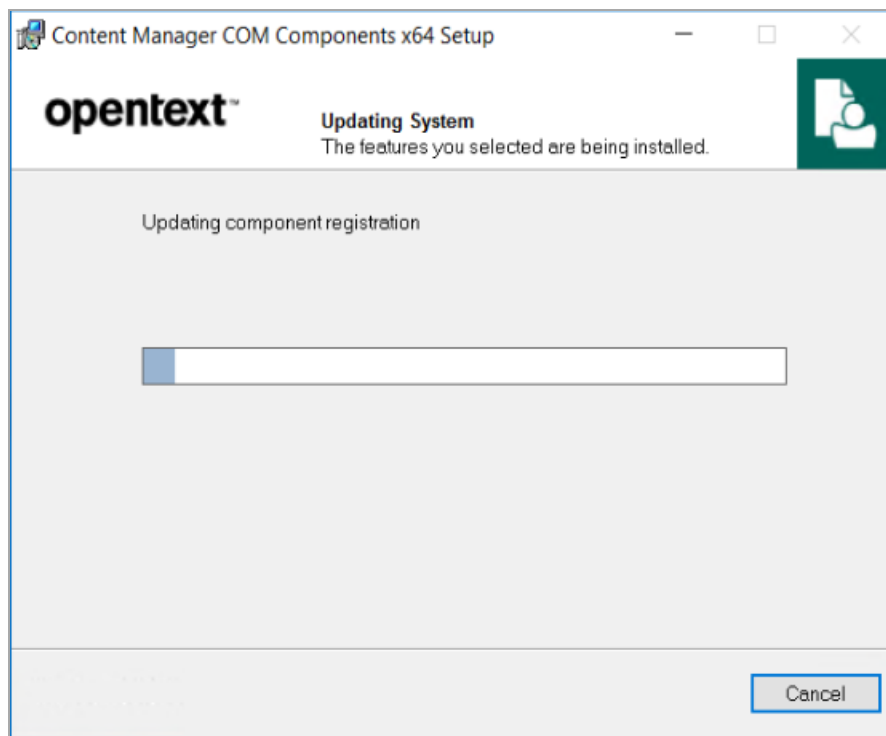 Content Manager COM Components x64 Setup
opentext™
Updating System
The features you selected are being installed.
Updating component registration
Cancel